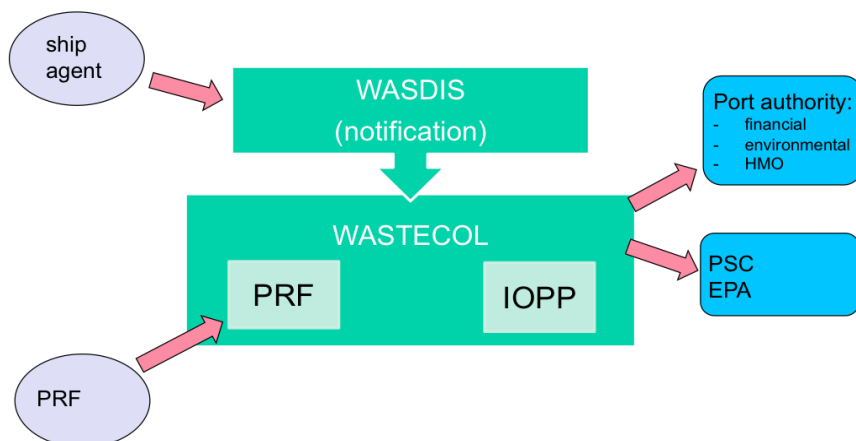 ship
agent
WASDIS
(notification)
Port authority:
- financial
- environmental
- HMO
WASTECOL
PRF
IOPP
PSC
EPA
PRF